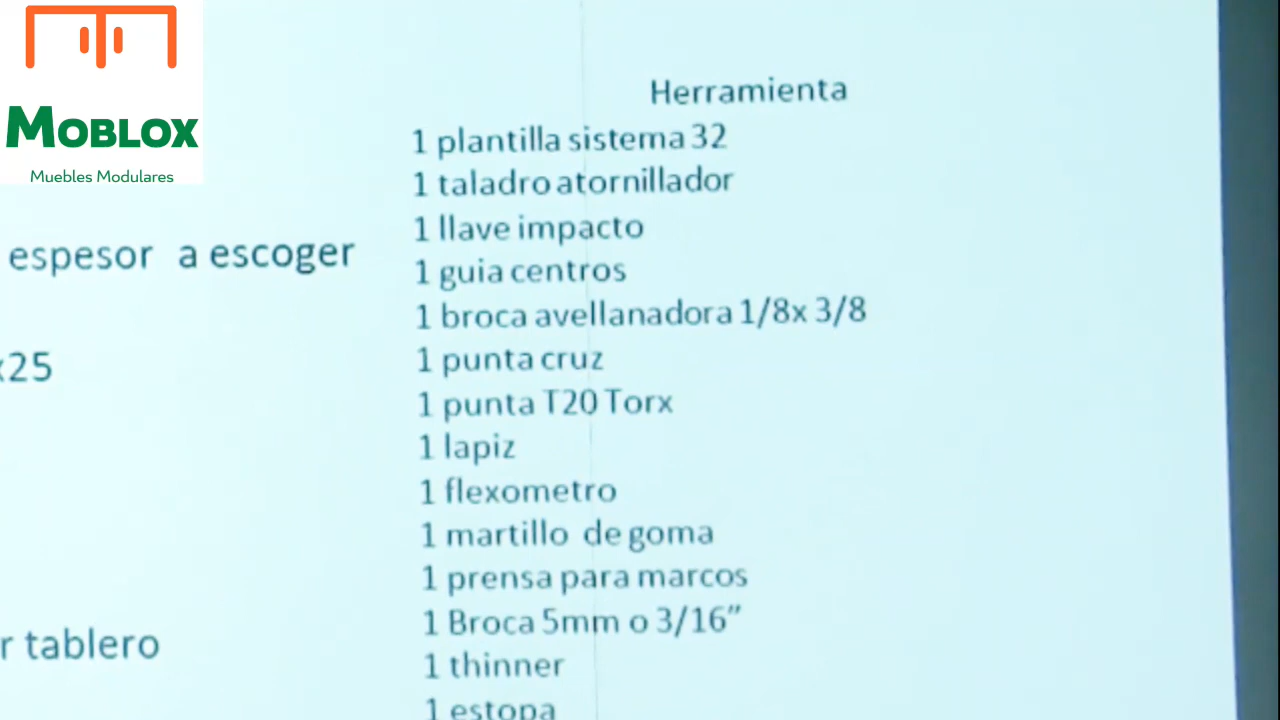 MOBLOX
Muebles Modulares
espesor a escoger
x25
r tablero
Herramienta
1 plantilla sistema 32
1 taladro atornillador
1 llave impacto
1 guia centros
1 broca avellanadora 1/8x 3/8
1 punta cruz
1 punta T20 Torx
1 lapiz
1 flexometro
1 martillo de goma
1 prensa para marcos
1 Broca 5mm o 3/16”
1 thinner
1 estopa